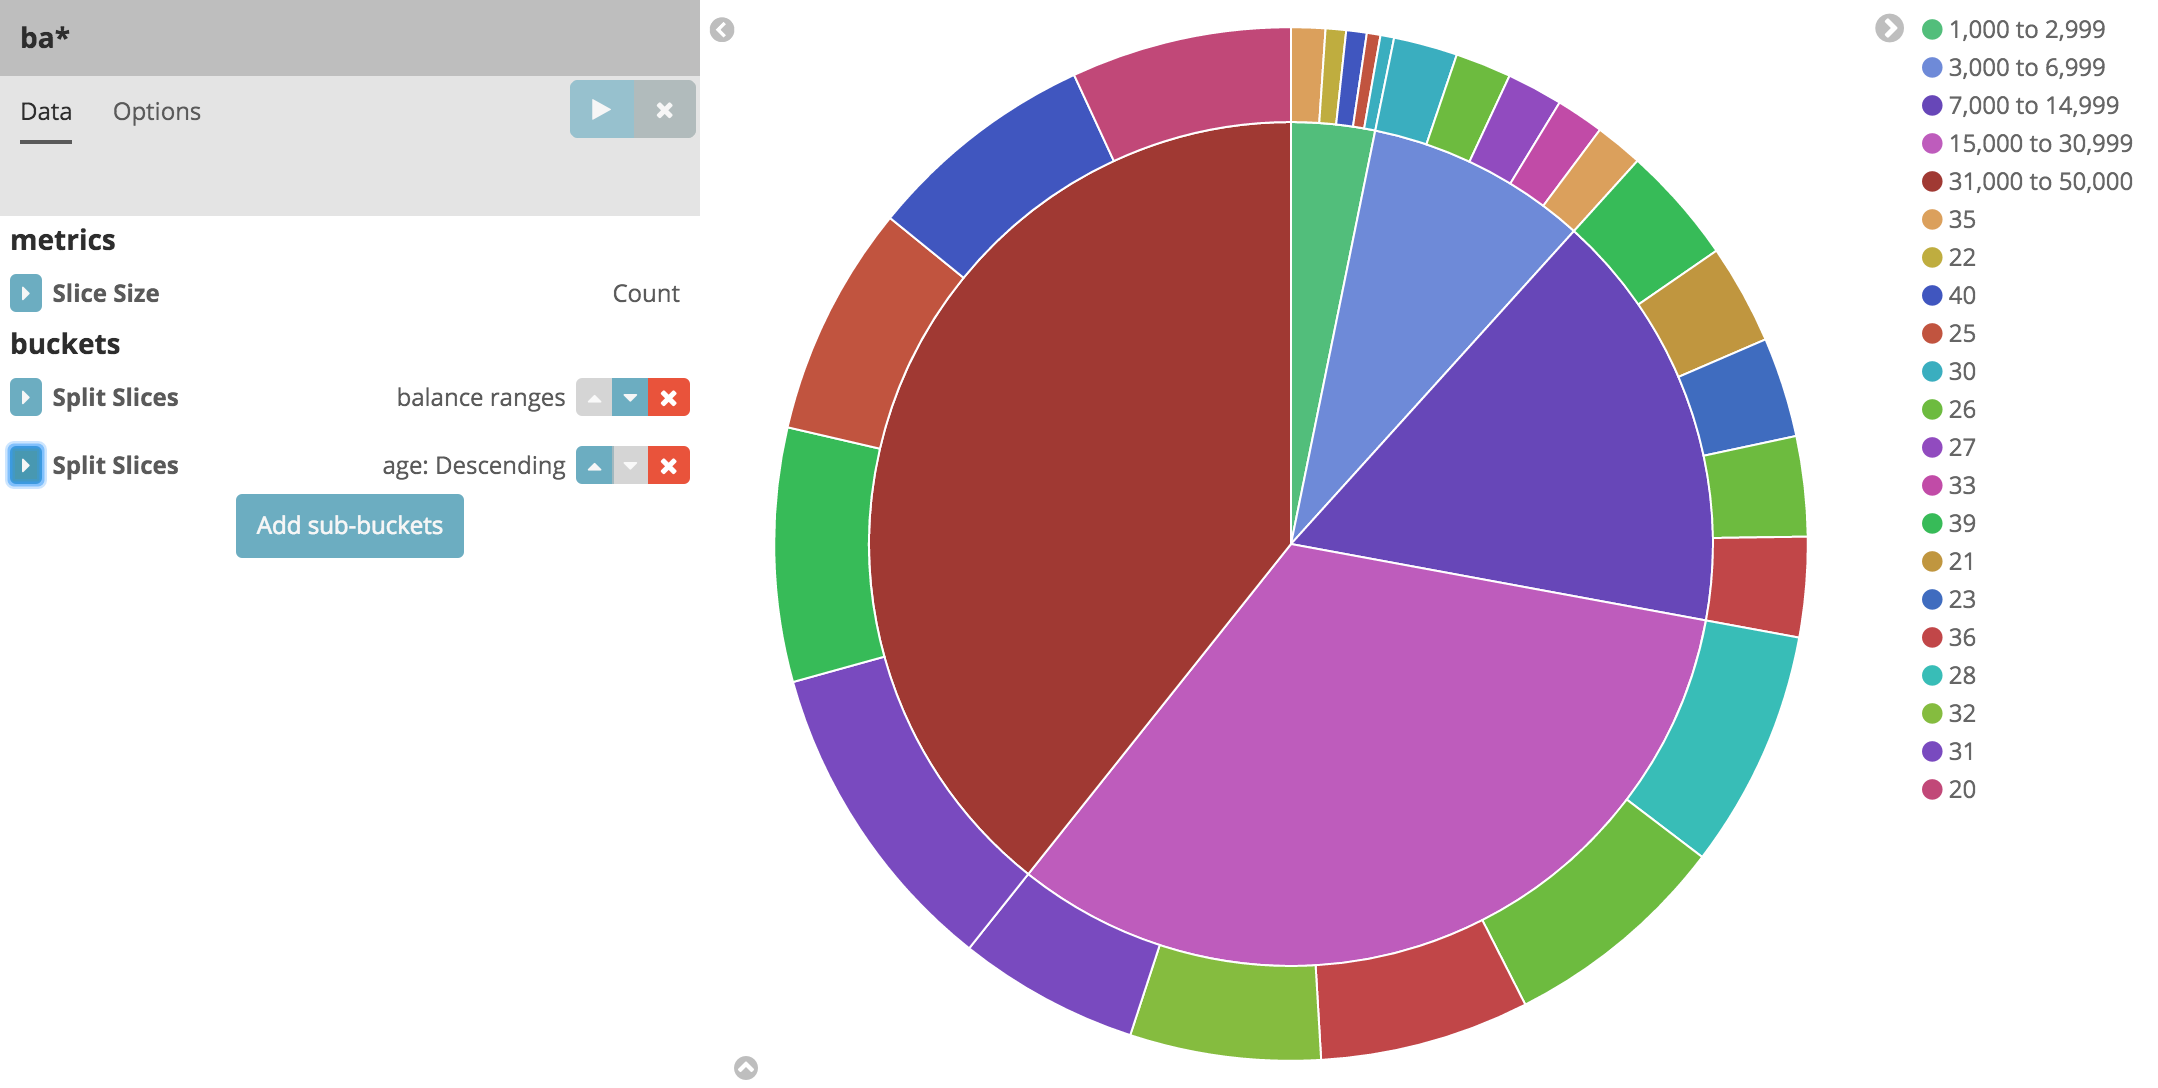 ba*
Data Options
metrics
Slice Size Count
buckets
Split Slices balance ranges
Split Slices age: Descending
Add sub-buckets
1,000 to 2,999
3,000 to 6,999
7,000 to 14,999
15,000 to 30,999
31,000 to 50,000
35
22
40
25
30
26
27
33
39
21
23
36
28
32
31
20